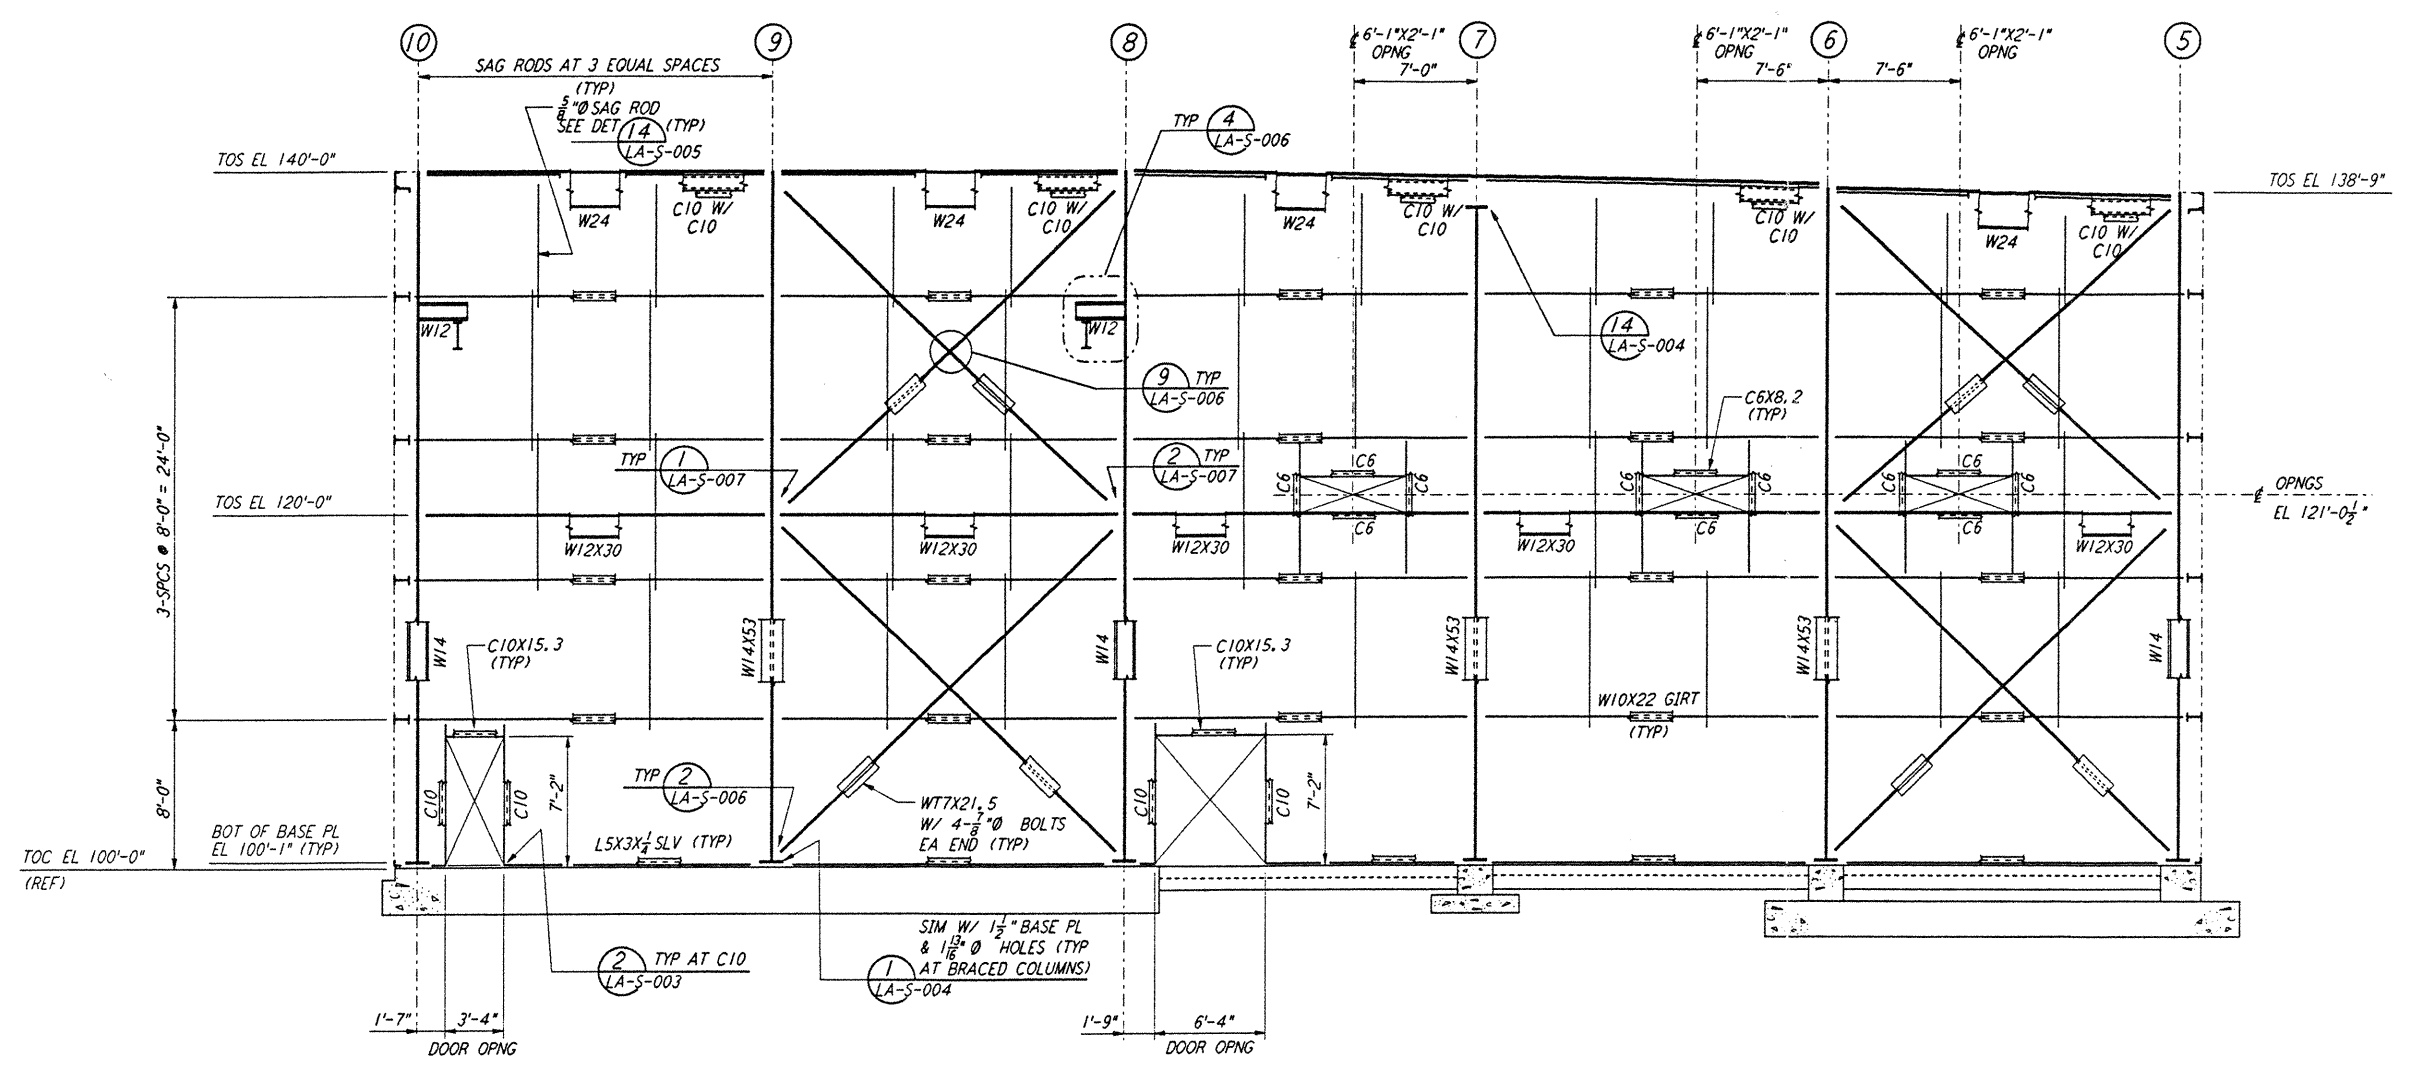 10
9
8
7
6
5
6'-1"X2'-1"
OPNG
6'-1"X2'-1"
OPNG
6'-1"X2'-1"
OPNG
7'-0"
7'-6"
7'-6"
SAG RODS AT 3 EQUAL SPACES
(TYP)
5/8"Ø SAG ROD
SEE DET 14 (TYP)
LA-S-005
TYP 4
LA-S-006
TOS EL 140'-0"
TOS EL 138'-9"
W24
C10 W/
C10
W24
C10 W/
C10
W24
C10 W/
C10
C10 W/
C10
W24
C10 W/
C10
W12
W12
14
LA-S-004
9 TYP
LA-S-006
C6X8.2
(TYP)
3-SPCS @ 8'-0" = 24'-0"
TYP 1
LA-S-007
2 TYP
LA-S-007
C6
C6
C6
C6
C6
C6
C6
C6
C6
C6
C6
C6
TOS EL 120'-0"
℄ OPNGS
EL 121'-0 1/2"
W12X30
W12X30
W12X30
W12X30
W12X30
W14
W14X53
W14
W14X53
W14X53
W14
C10X15.3
(TYP)
C10X15.3
(TYP)
W10X22 GIRT
(TYP)
8'-0"
C10
C10
7'-2"
TYP 2
LA-S-006
WT7X21.5
W/ 4-7/8"Ø BOLTS
EA END (TYP)
C10
C10
7'-2"
L5X3X1/4 SLV (TYP)
BOT OF BASE PL
EL 100'-1" (TYP)
TOC EL 100'-0"
(REF)
SIM W/ 1 1/2" BASE PL
& 1 13/16" Ø HOLES (TYP
AT BRACED COLUMNS)
1
LA-S-004
2 TYP AT C10
LA-S-003
1'-7"
3'-4"
DOOR OPNG
1'-9"
6'-4"
DOOR OPNG